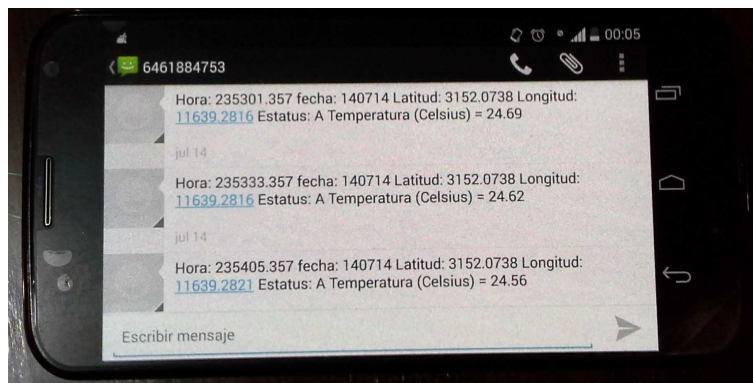 00:05
6461884753
Hora: 235301.357 fecha: 140714 Latitud: 3152.0738 Longitud:
11639.2816 Estatus: A Temperatura (Celsius) = 24.69
jul 14
Hora: 235333.357 fecha: 140714 Latitud: 3152.0738 Longitud:
11639.2816 Estatus: A Temperatura (Celsius) = 24.62
jul 14
Hora: 235405.357 fecha: 140714 Latitud: 3152.0738 Longitud:
11639.2821 Estatus: A Temperatura (Celsius) = 24.56
Escribir mensaje